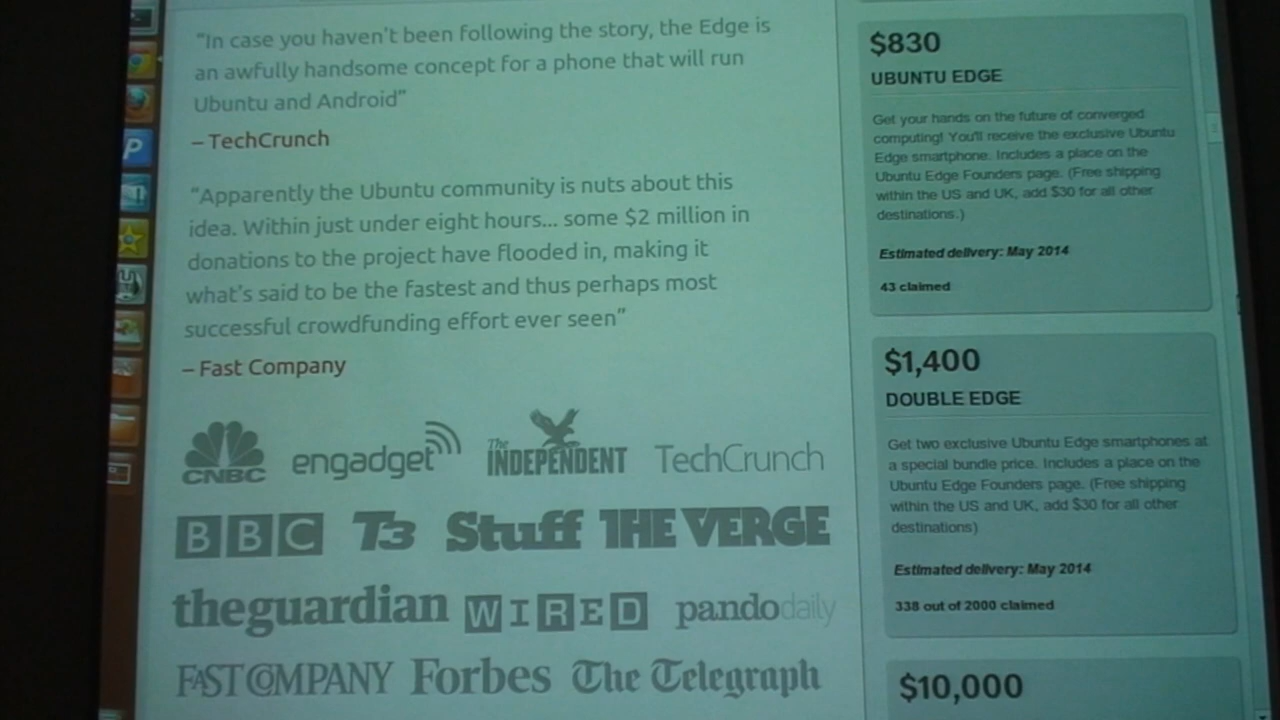 “In case you haven't been following the story, the Edge is
an awfully handsome concept for a phone that will run
Ubuntu and Android”
– TechCrunch
“Apparently the Ubuntu community is nuts about this
idea. Within just under eight hours... some $2 million in
donations to the project have flooded in, making it
what's said to be the fastest and thus perhaps most
successful crowdfunding effort ever seen”
– Fast Company
CNBC engadget The INDEPENDENT TechCrunch
BBC T3 Stuff THE VERGE
theguardian WIRED pandodaily
FAST COMPANY Forbes The Telegraph
$830
UBUNTU EDGE
Get your hands on the future of converged
computing! You'll receive the exclusive Ubuntu
Edge smartphone. Includes a place on the
Ubuntu Edge Founders page. (Free shipping
within the US and UK, add $30 for all other
destinations.)
Estimated delivery: May 2014
43 claimed
$1,400
DOUBLE EDGE
Get two exclusive Ubuntu Edge smartphones at
a special bundle price. Includes a place on the
Ubuntu Edge Founders page. (Free shipping
within the US and UK, add $30 for all other
destinations)
Estimated delivery: May 2014
338 out of 2000 claimed
$10,000